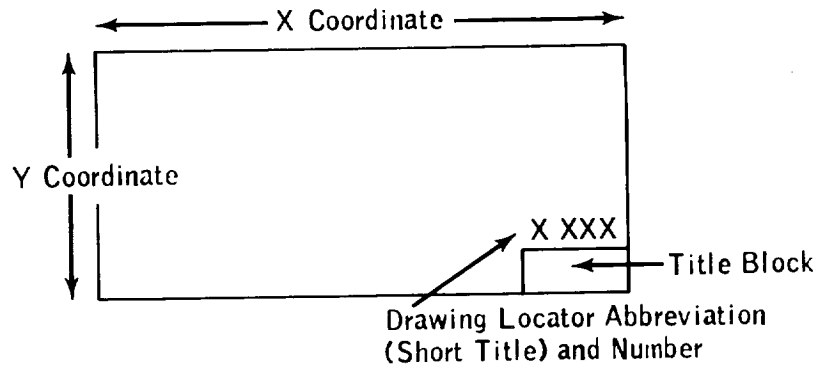 X Coordinate
Y Coordinate
X XXX
Title Block
Drawing Locator Abbreviation
(Short Title) and Number